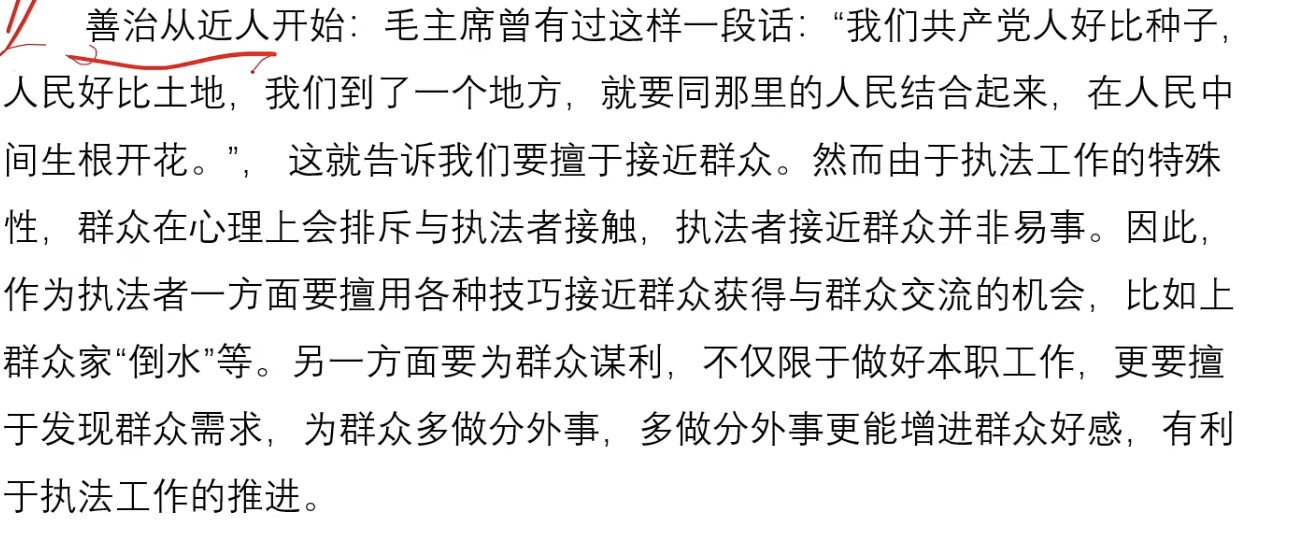 善治从近人开始：毛主席曾有过这样一段话：“我们共产党人好比种子，
人民好比土地，我们到了一个地方，就要同那里的人民结合起来，在人民中
间生根开花。”， 这就告诉我们要擅于接近群众。然而由于执法工作的特殊
性，群众在心理上会排斥与执法者接触，执法者接近群众并非易事。因此，
作为执法者一方面要擅用各种技巧接近群众获得与群众交流的机会，比如上
群众家“倒水”等。另一方面要为群众谋利，不仅限于做好本职工作，更要擅
于发现群众需求，为群众多做分外事，多做分外事更能增进群众好感，有利
于执法工作的推进。